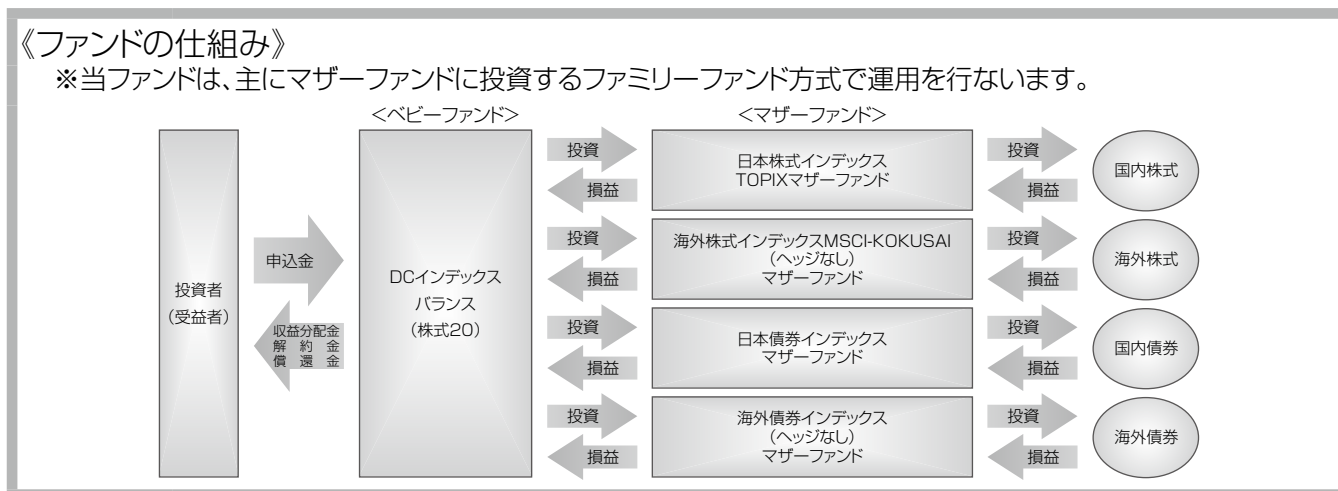 《ファンドの仕組み》
※当ファンドは、主にマザーファンドに投資するファミリーファンド方式で運用を行ないます。
<ベビーファンド>
<マザーファンド>
投資者
(受益者)
申込金
収益分配金
解約金
償還金
DCインデックス
バランス
(株式20)
投資
損益
日本株式インデックス
TOPIXマザーファンド
投資
損益
国内株式
投資
損益
海外株式インデックスMSCI-KOKUSAI
(ヘッジなし)
マザーファンド
投資
損益
海外株式
投資
損益
日本債券インデックス
マザーファンド
投資
損益
国内債券
投資
損益
海外債券インデックス
(ヘッジなし)
マザーファンド
投資
損益
海外債券